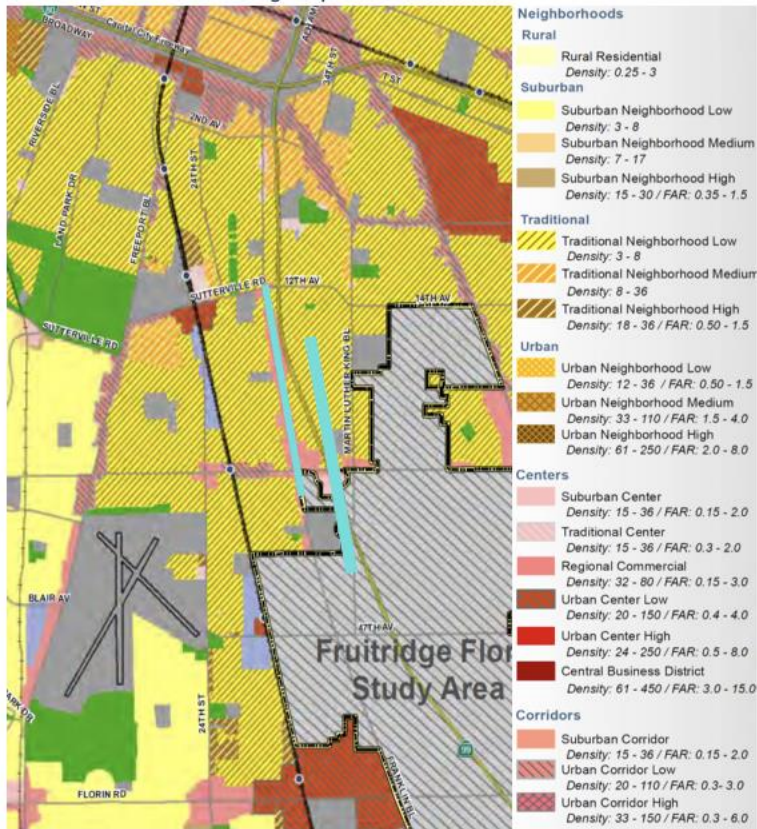 BROADWAY
Capital City Freeway
34TH ST
T ST
RIVERSIDE BL
2ND AV
24TH ST
LAND PARK DR
FREEPORT BL
SUTTERVILLE RD
12TH AV
14TH AV
SUTTERVILLE RD
MARTIN LUTHER KING BL
BLAIR AV
47TH AV
Fruitridge Flor
Study Area
24TH ST
PARK DR
99
FRANKLIN BL
FLORIN RD
Neighborhoods
Rural
Rural Residential
Density: 0.25 - 3
Suburban
Suburban Neighborhood Low
Density: 3 - 8
Suburban Neighborhood Medium
Density: 7 - 17
Suburban Neighborhood High
Density: 15 - 30 / FAR: 0.35 - 1.5
Traditional
Traditional Neighborhood Low
Density: 3 - 8
Traditional Neighborhood Medium
Density: 8 - 36
Traditional Neighborhood High
Density: 18 - 36 / FAR: 0.50 - 1.5
Urban
Urban Neighborhood Low
Density: 12 - 36 / FAR: 0.50 - 1.5
Urban Neighborhood Medium
Density: 33 - 110 / FAR: 1.5 - 4.0
Urban Neighborhood High
Density: 61 - 250 / FAR: 2.0 - 8.0
Centers
Suburban Center
Density: 15 - 36 / FAR: 0.15 - 2.0
Traditional Center
Density: 15 - 36 / FAR: 0.3 - 2.0
Regional Commercial
Density: 32 - 80 / FAR: 0.15 - 3.0
Urban Center Low
Density: 20 - 150 / FAR: 0.4 - 4.0
Urban Center High
Density: 24 - 250 / FAR: 0.5 - 8.0
Central Business District
Density: 61 - 450 / FAR: 3.0 - 15.0
Corridors
Suburban Corridor
Density: 15 - 36 / FAR: 0.15 - 2.0
Urban Corridor Low
Density: 20 - 110 / FAR: 0.3- 3.0
Urban Corridor High
Density: 33 - 150 / FAR: 0.3 - 6.0